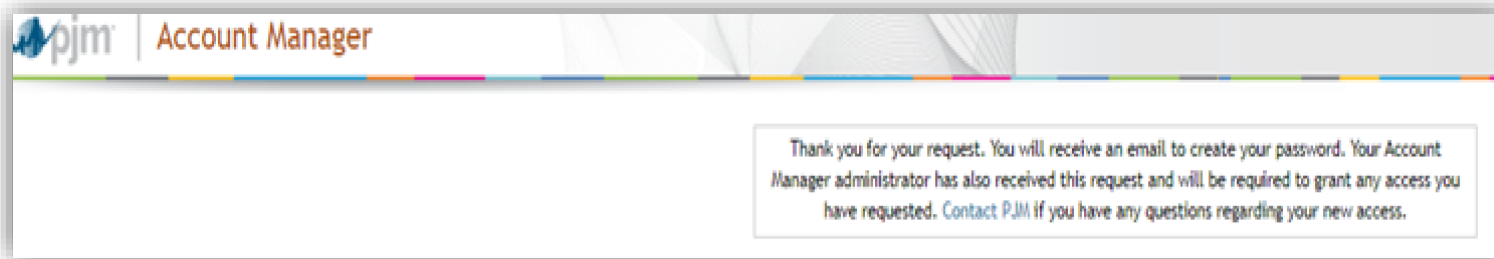 pjm
Account Manager
Thank you for your request. You will receive an email to create your password. Your Account
Manager administrator has also received this request and will be required to grant any access you
have requested. Contact PJM if you have any questions regarding your new access.